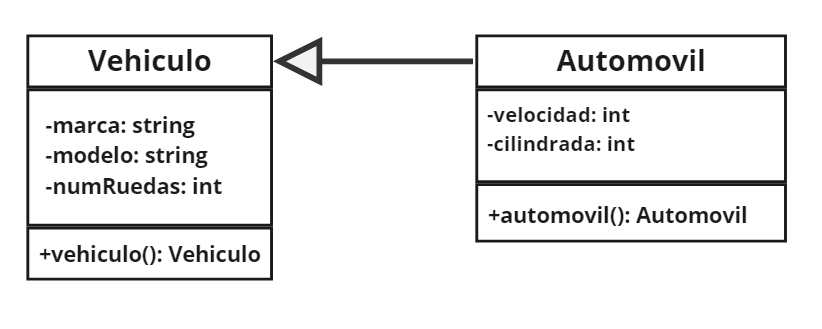 Vehiculo
-marca: string
-modelo: string
-numRuedas: int
+vehiculo(): Vehiculo
Automovil
-velocidad: int
-cilindrada: int
+automovil(): Automovil